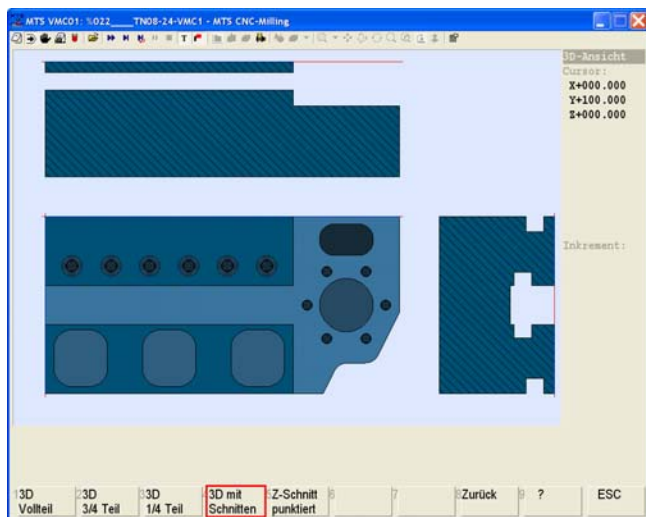 MTS VMC01: %022____TN08-24-VMC1 - MTS CNC-Milling
3D-Ansicht
Cursor:
X+000.000
Y+100.000
Z+000.000
Inkrement:
1 3D Vollteil
2 3D 3/4 Teil
3 3D 1/4 Teil
4 3D mit Schnitten
5 Z-Schnitt punktiert
6
7
8 Zurück
9 ?
ESC